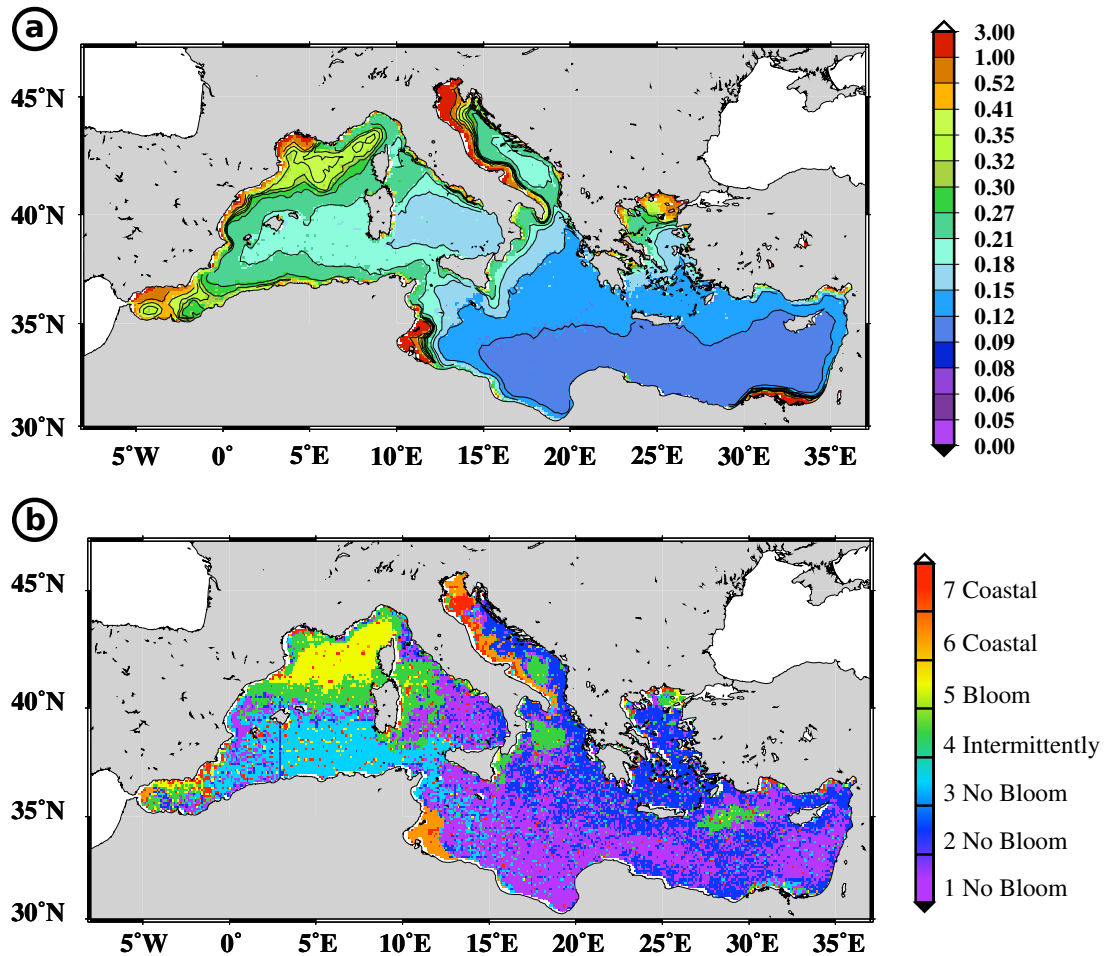 a
3.00
1.00
0.52
0.41
0.35
0.32
0.30
0.27
0.21
0.18
0.15
0.12
0.09
0.08
0.06
0.05
0.00
45°N
40°N
35°N
30°N
5°W 0° 5°E 10°E 15°E 20°E 25°E 30°E 35°E
b
45°N
40°N
35°N
30°N
5°W 0° 5°E 10°E 15°E 20°E 25°E 30°E 35°E
7 Coastal
6 Coastal
5 Bloom
4 Intermittently
3 No Bloom
2 No Bloom
1 No Bloom